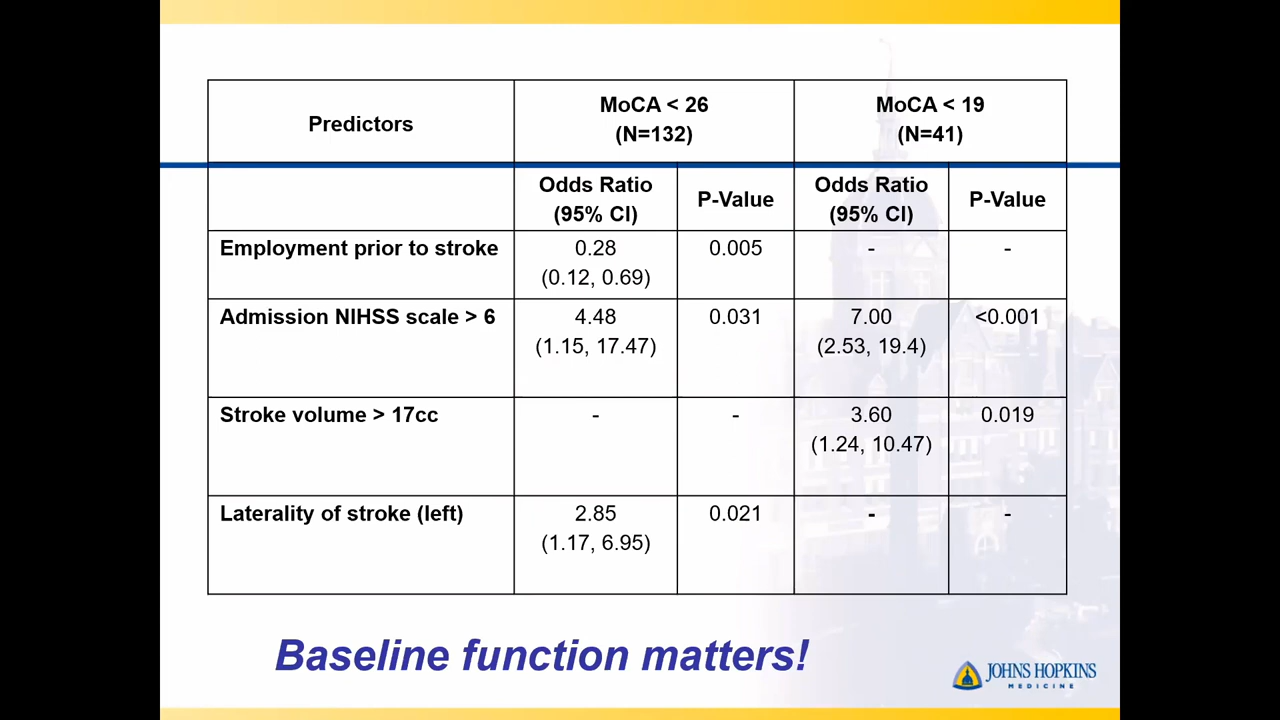 Predictors
MoCA < 26
(N=132)
MoCA < 19
(N=41)
Odds Ratio
(95% CI)
P-Value
Odds Ratio
(95% CI)
P-Value
Employment prior to stroke
0.28
(0.12, 0.69)
0.005
-
-
Admission NIHSS scale > 6
4.48
(1.15, 17.47)
0.031
7.00
(2.53, 19.4)
<0.001
Stroke volume > 17cc
-
-
3.60
(1.24, 10.47)
0.019
Laterality of stroke (left)
2.85
(1.17, 6.95)
0.021
-
-
Baseline function matters!
JOHNS HOPKINS
MEDICINE